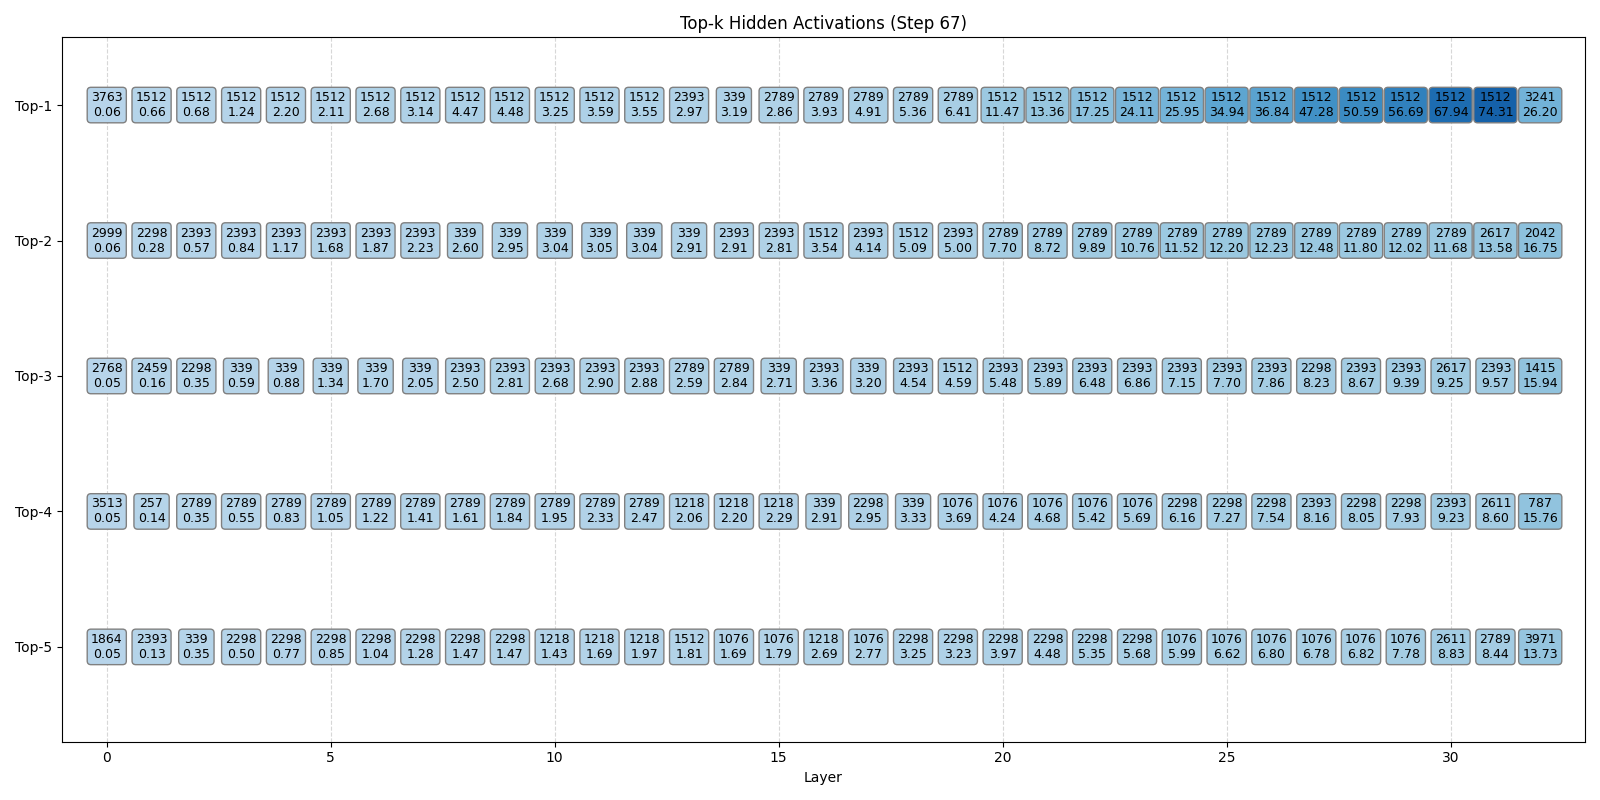 Top-k Hidden Activations (Step 67)
Top-1
3763 1512 1512 1512 1512 1512 1512 1512 1512 1512 1512 1512 1512 2393 339 2789 2789 2789 2789 2789 1512 1512 1512 1512 1512 1512 1512 1512 1512 1512 1512 1512 3241
0.06 0.66 0.68 1.24 2.20 2.11 2.68 3.14 4.47 4.48 3.25 3.59 3.55 2.97 3.19 2.86 3.93 4.91 5.36 6.41 11.47 13.36 17.25 24.11 25.95 34.94 36.84 47.28 50.59 56.69 67.94 74.31 26.20
Top-2
2999 2298 2393 2393 2393 2393 2393 2393 339 339 339 339 339 339 2393 2393 1512 2393 1512 2393 2789 2789 2789 2789 2789 2789 2789 2789 2789 2789 2789 2617 2042
0.06 0.28 0.57 0.84 1.17 1.68 1.87 2.23 2.60 2.95 3.04 3.05 3.04 2.91 2.91 2.81 3.54 4.14 5.09 5.00 7.70 8.72 9.89 10.76 11.52 12.20 12.23 12.48 11.80 12.02 11.68 13.58 16.75
Top-3
2768 2459 2298 339 339 339 339 339 2393 2393 2393 2393 2393 2789 2789 339 2393 339 2393 1512 2393 2393 2393 2393 2393 2393 2393 2298 2393 2393 2617 2393 1415
0.05 0.16 0.35 0.59 0.88 1.34 1.70 2.05 2.50 2.81 2.68 2.90 2.88 2.59 2.84 2.71 3.36 3.20 4.54 4.59 5.48 5.89 6.48 6.86 7.15 7.70 7.86 8.23 8.67 9.39 9.25 9.57 15.94
Top-4
3513 257 2789 2789 2789 2789 2789 2789 2789 2789 2789 2789 2789 1218 1218 1218 339 2298 339 1076 1076 1076 1076 1076 2298 2298 2298 2393 2298 2298 2393 2611 787
0.05 0.14 0.35 0.55 0.83 1.05 1.22 1.41 1.61 1.84 1.95 2.33 2.47 2.06 2.20 2.29 2.91 2.95 3.33 3.69 4.24 4.68 5.42 5.69 6.16 7.27 7.54 8.16 8.05 7.93 9.23 8.60 15.76
Top-5
1864 2393 339 2298 2298 2298 2298 2298 2298 2298 1218 1218 1218 1512 1076 1076 1218 1076 2298 2298 2298 2298 2298 2298 1076 1076 1076 1076 1076 1076 2611 2789 3971
0.05 0.13 0.35 0.50 0.77 0.85 1.04 1.28 1.47 1.47 1.43 1.69 1.97 1.81 1.69 1.79 2.69 2.77 3.25 3.23 3.97 4.48 5.35 5.68 5.99 6.62 6.80 6.78 6.82 7.78 8.83 8.44 13.73
0 5 10 15 20 25 30
Layer